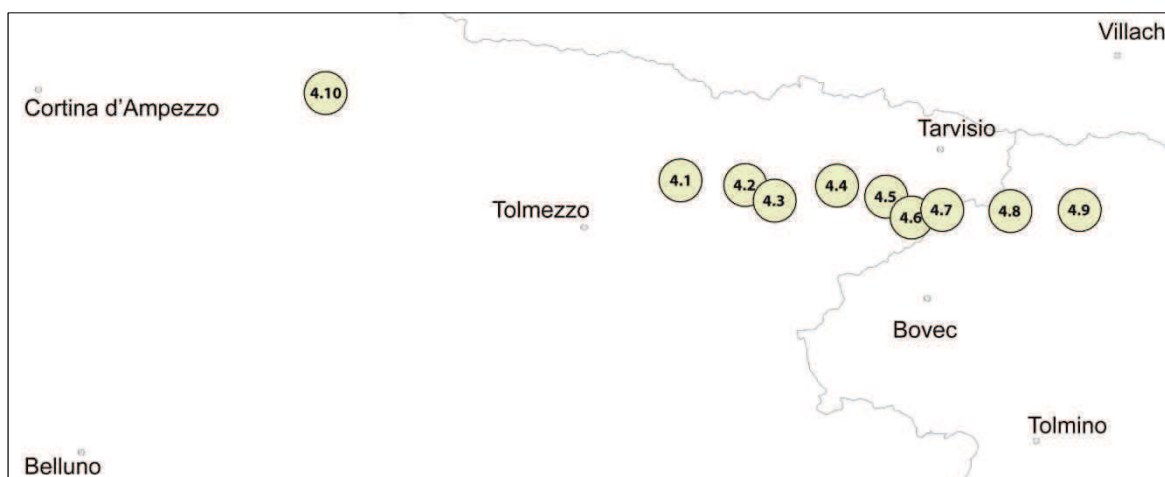 Villach
Cortina d'Ampezzo
4.10
Tarvisio
4.1
4.2
4.3
4.4
4.5
4.6
4.7
4.8
4.9
Tolmezzo
Bovec
Tolmino
Belluno